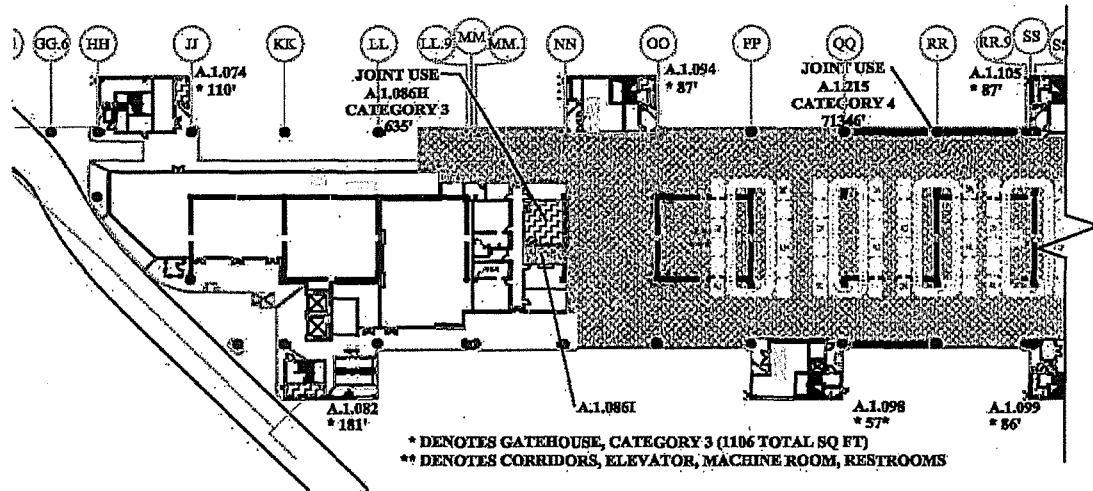 GG.6 HH JJ KK LL LL.9 MM MM.1 NN OO PP QQ RR RR.9 SS
A.1.074
* 110'
JOINT USE
A.1.086H
CATEGORY 3
635'
A.1.094
* 87'
JOINT USE
A.1.215
CATEGORY 4
71346'
A.1.105
* 87'
A.1.082
* 181'
A.1.086I
A.1.098
* 57*
A.1.099
* 86'
* DENOTES GATEHOUSE, CATEGORY 3 (1106 TOTAL SQ FT)
** DENOTES CORRIDORS, ELEVATOR, MACHINE ROOM, RESTROOMS